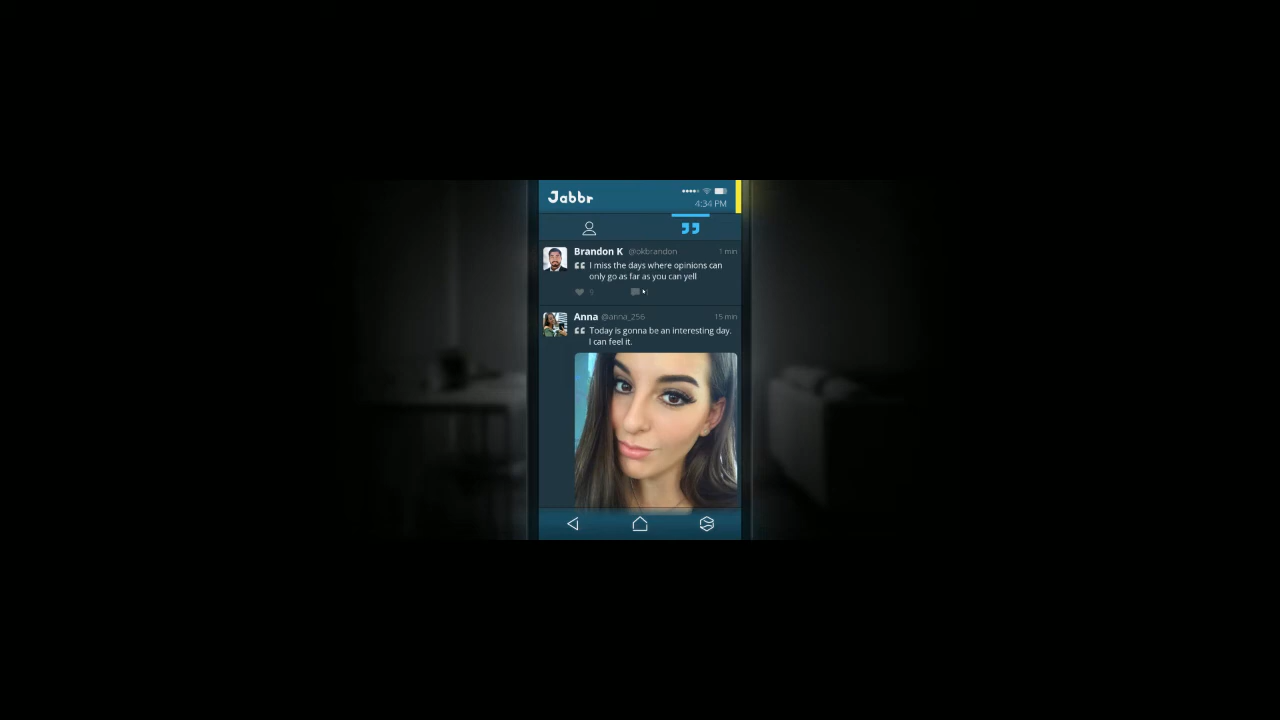 Jabbr
4:34 PM
Brandon K @okbrandon 1 min
I miss the days where opinions can
only go as far as you can yell
Anna @anna_256 15 min
Today is gonna be an interesting day.
I can feel it.